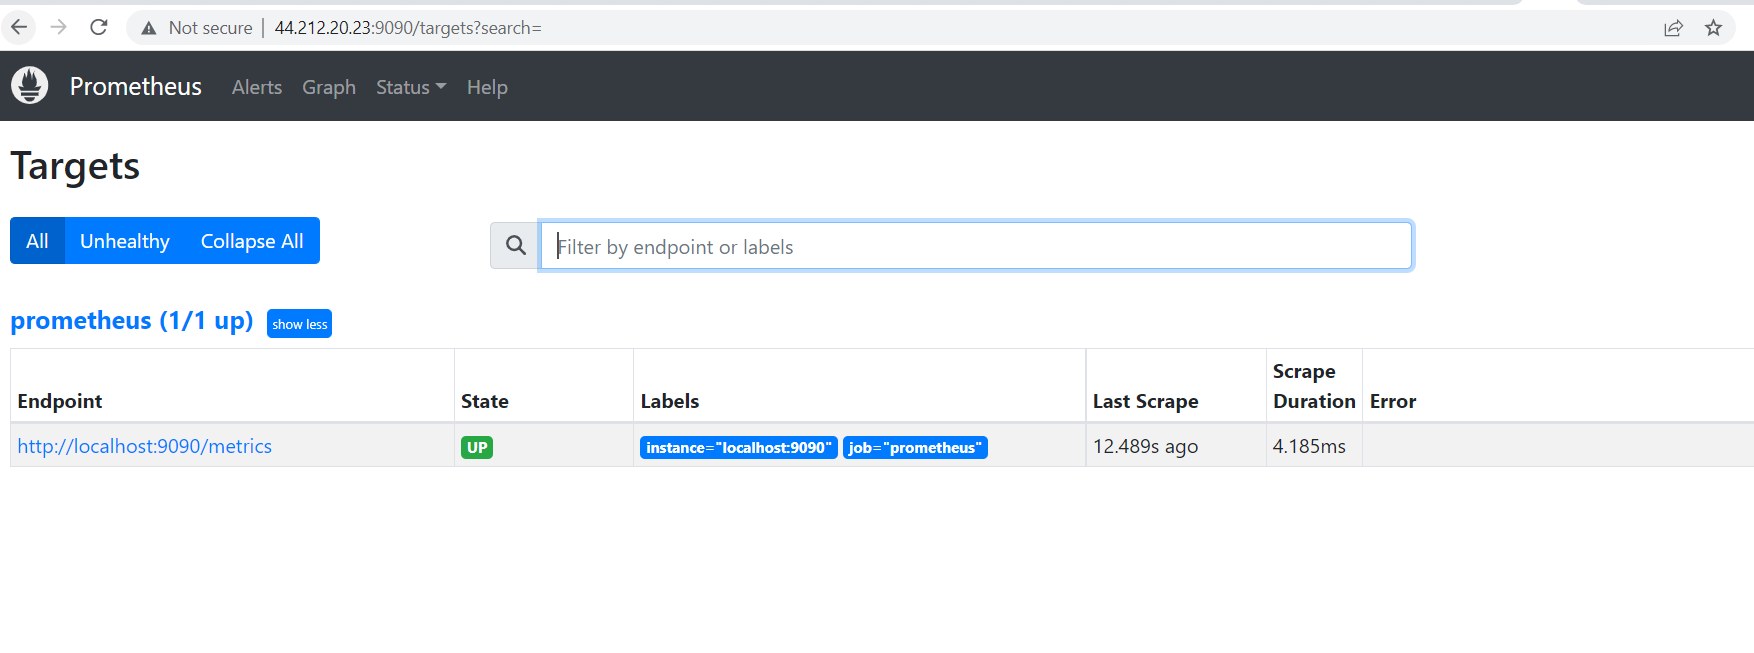 Not secure | 44.212.20.23:9090/targets?search=
Prometheus Alerts Graph Status Help
Targets
All Unhealthy Collapse All
Filter by endpoint or labels
prometheus (1/1 up) show less
Endpoint State Labels Last Scrape Scrape Duration Error
http://localhost:9090/metrics UP instance="localhost:9090" job="prometheus" 12.489s ago 4.185ms